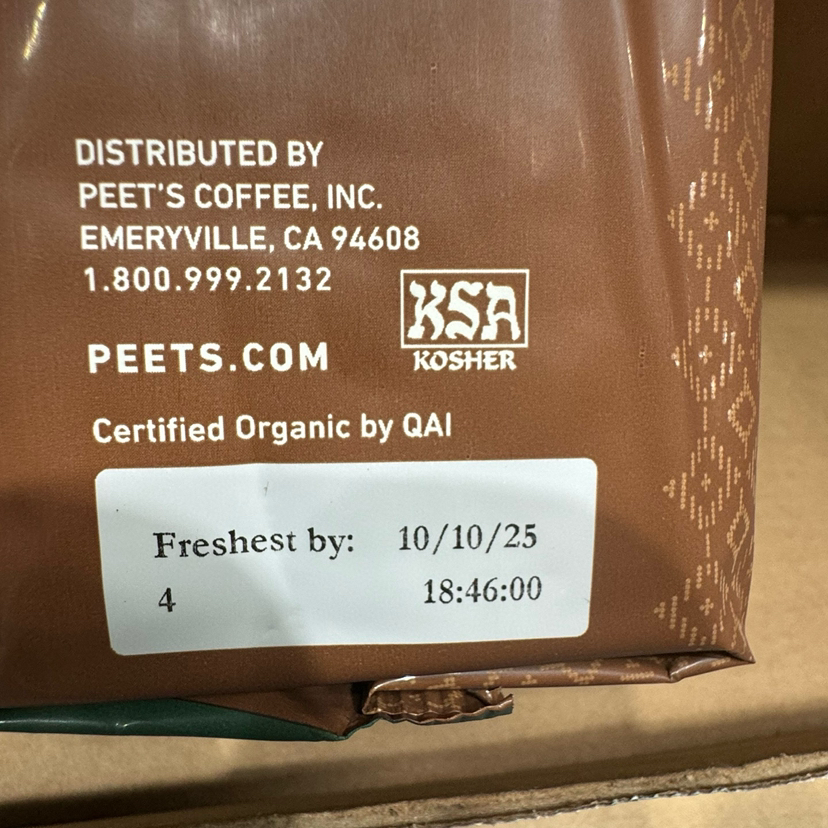 DISTRIBUTED BY
PEET'S COFFEE, INC.
EMERYVILLE, CA 94608
1.800.999.2132
KSA
KOSHER
PEETS.COM
Certified Organic by QAI
Freshest by: 10/10/25
4 18:46:00